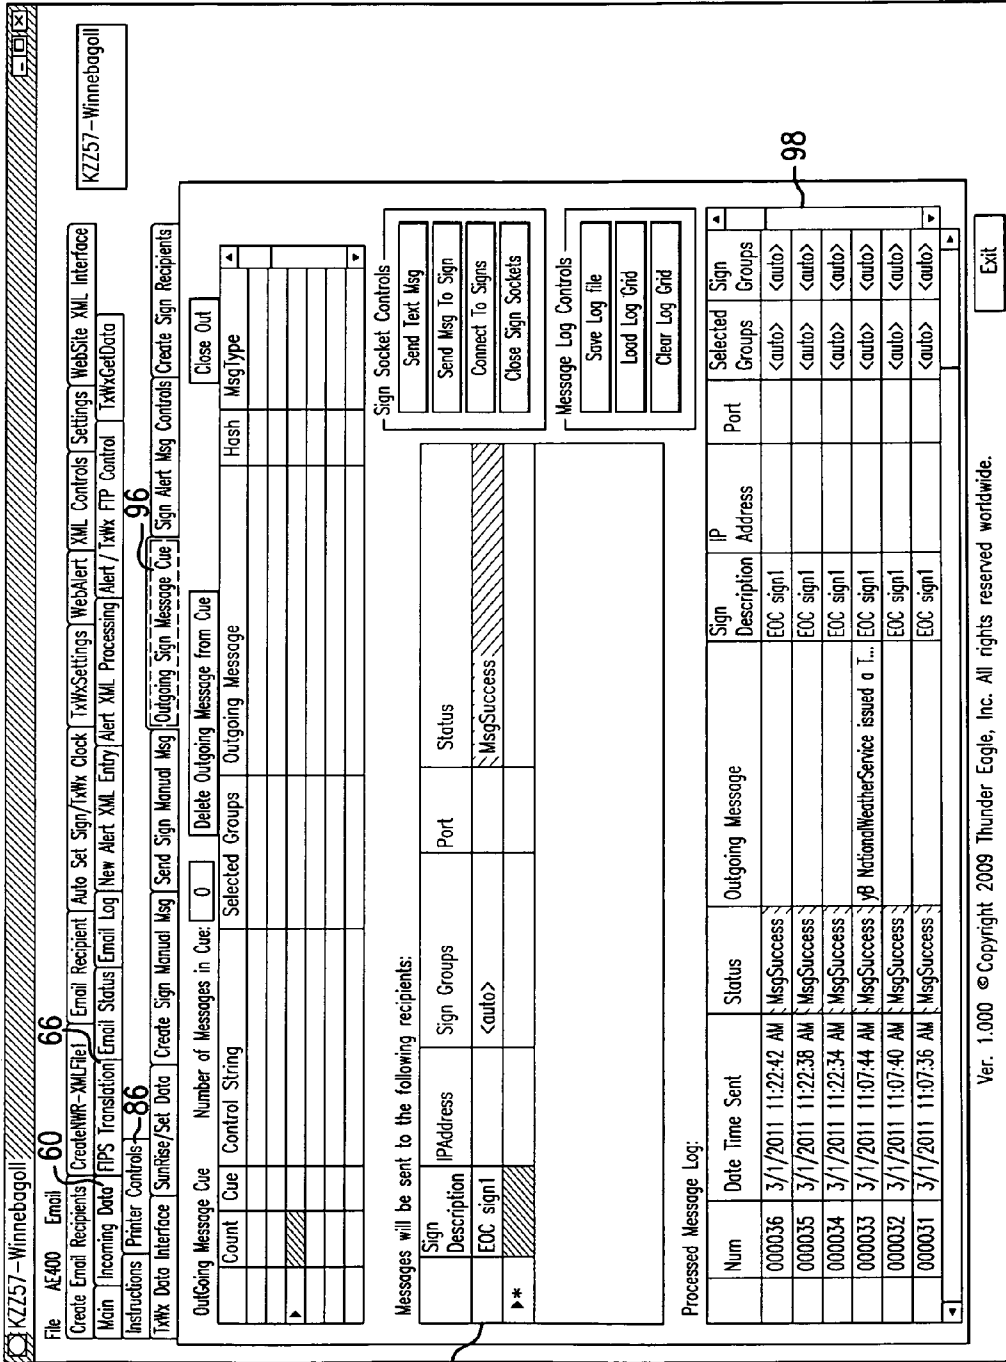 KZZ57-Winnebagoll
File AE400 Email
60
66
KZZ57-Winnebagoll
Create Email Recipients CreateNWR-XMLFile1 Email Recipient Auto Set Sign/TxWx Clock TxWxSettings WebAlert XML Controls Settings WebSite XML Interface
Main Incoming Data FIPS Translation Email Status Email Log New Alert XML Entry Alert XML Processing Alert / TxWx FTP Control TxWxGetData
Instructions Printer Controls
86
96
TxWx Data Interface SunRise/Set Data Create Sign Manual Msg Send Sign Manual Msg Outgoing Sign Message Cue Sign Alert Msg Controls Create Sign Recipients
OutGoing Message Cue Number of Messages in Cue: 0 Delete Outgoing Message from Cue Close Out
Count Cue Control String Selected Groups Outgoing Message Hash MsgType
Messages will be sent to the following recipients:
Sign Description IPAddress Sign Groups Port Status
EOC sign1 <auto> MsgSuccess
*
Sign Socket Controls
Send Text Msg
Send Msg To Sign
Connect To Signs
Close Sign Sockets
Message Log Controls
Save Log file
Load Log Grid
Clear Log Grid
Processed Message Log:
98
Num Date Time Sent Status Outgoing Message Sign Description IP Address Port Selected Groups Sign Groups
000036 3/1/2011 11:22:42 AM MsgSuccess EOC sign1 <auto> <auto>
000035 3/1/2011 11:22:38 AM MsgSuccess EOC sign1 <auto> <auto>
000034 3/1/2011 11:22:34 AM MsgSuccess EOC sign1 <auto> <auto>
000033 3/1/2011 11:07:44 AM MsgSuccess yB NationalWeatherService issued a T... EOC sign1 <auto> <auto>
000032 3/1/2011 11:07:40 AM MsgSuccess EOC sign1 <auto> <auto>
000031 3/1/2011 11:07:36 AM MsgSuccess EOC sign1 <auto> <auto>
Ver. 1.000 ©Copyright 2009 Thunder Eagle, Inc. All rights reserved worldwide.
Exit